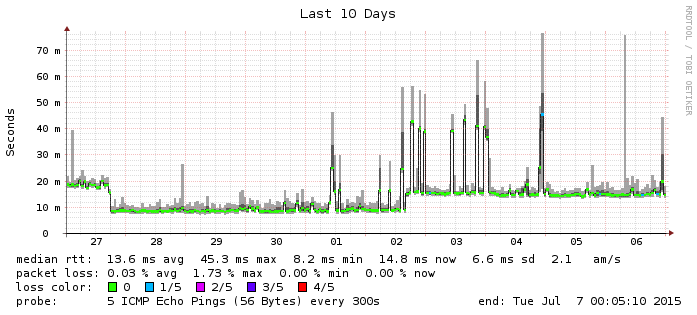 Last 10 Days
RRDTOOL / TOBI OETIKER
Seconds
70 m
60 m
50 m
40 m
30 m
20 m
10 m
0
27 28 29 30 01 02 03 04 05 06
median rtt: 13.6 ms avg 45.3 ms max 8.2 ms min 14.8 ms now 6.6 ms sd 2.1 am/s
packet loss: 0.03 % avg 1.73 % max 0.00 % min 0.00 % now
loss color: 0 1/5 2/5 3/5 4/5
probe: 5 ICMP Echo Pings (56 Bytes) every 300s end: Tue Jul 7 00:05:10 2015